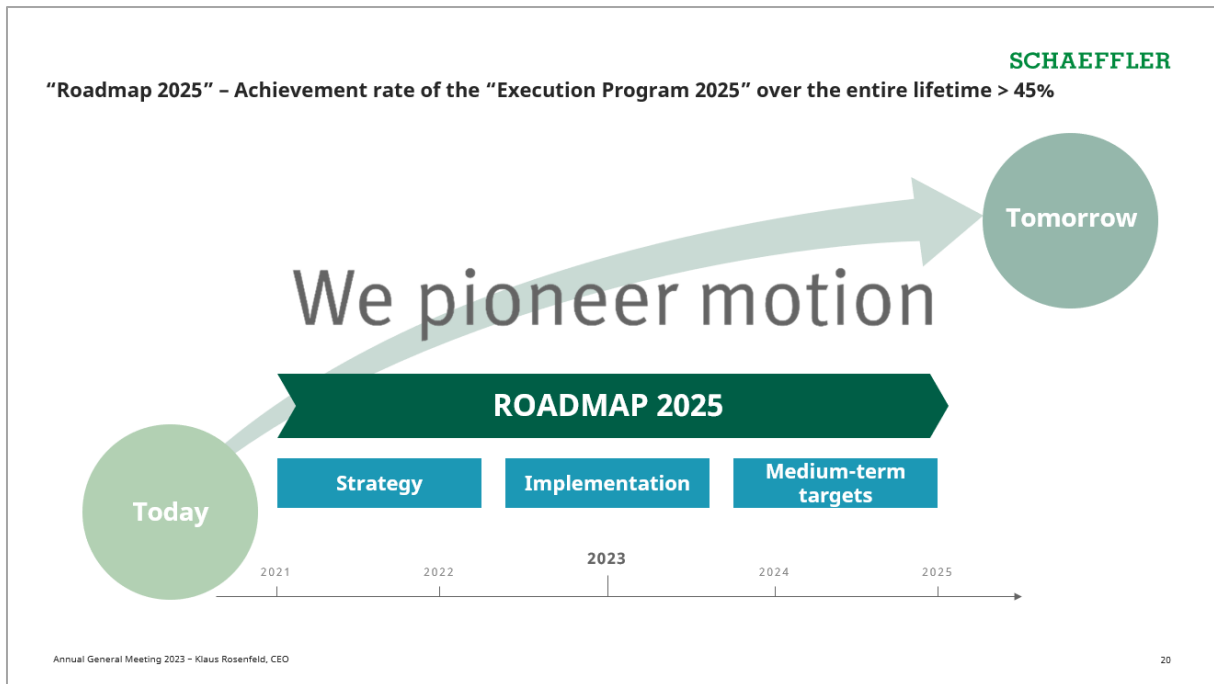 SCHAEFFLER
“Roadmap 2025” – Achievement rate of the “Execution Program 2025” over the entire lifetime > 45%
Tomorrow
We pioneer motion
ROADMAP 2025
Strategy
Implementation
Medium-term
targets
Today
2021
2022
2023
2024
2025
Annual General Meeting 2023 – Klaus Rosenfeld, CEO
20